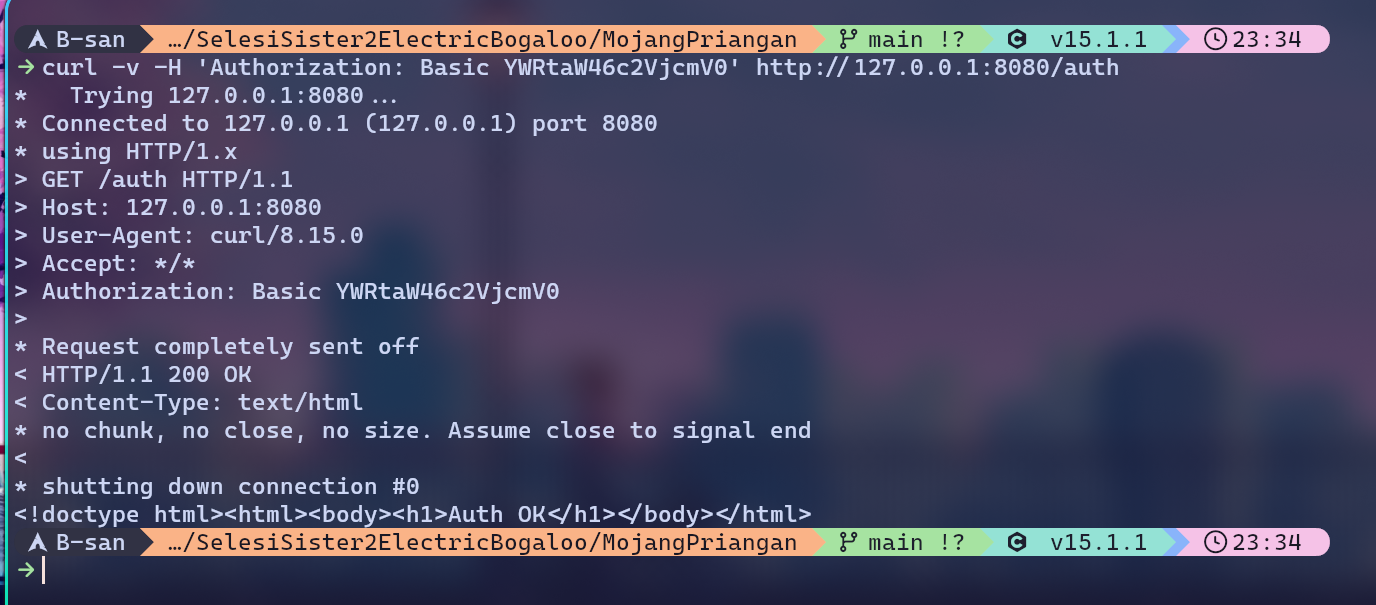 B-san …/SelesiSister2ElectricBogaloo/MojangPriangan main !? v15.1.1 23:34
→ curl -v -H 'Authorization: Basic YWRtaW46c2VjcmV0' http://127.0.0.1:8080/auth
*   Trying 127.0.0.1:8080...
* Connected to 127.0.0.1 (127.0.0.1) port 8080
* using HTTP/1.x
> GET /auth HTTP/1.1
> Host: 127.0.0.1:8080
> User-Agent: curl/8.15.0
> Accept: */*
> Authorization: Basic YWRtaW46c2VjcmV0
>
* Request completely sent off
< HTTP/1.1 200 OK
< Content-Type: text/html
* no chunk, no close, no size. Assume close to signal end
<
* shutting down connection #0
<!doctype html><html><body><h1>Auth OK</h1></body></html>
B-san …/SelesiSister2ElectricBogaloo/MojangPriangan main !? v15.1.1 23:34
→